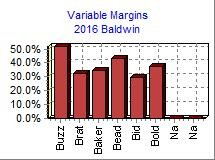 Variable Margins
2016 Baldwin
50.0%
40.0%
30.0%
20.0%
10.0%
0.0%
Buzz
Brat
Baker
Bead
Bid
Bold
Na
Na